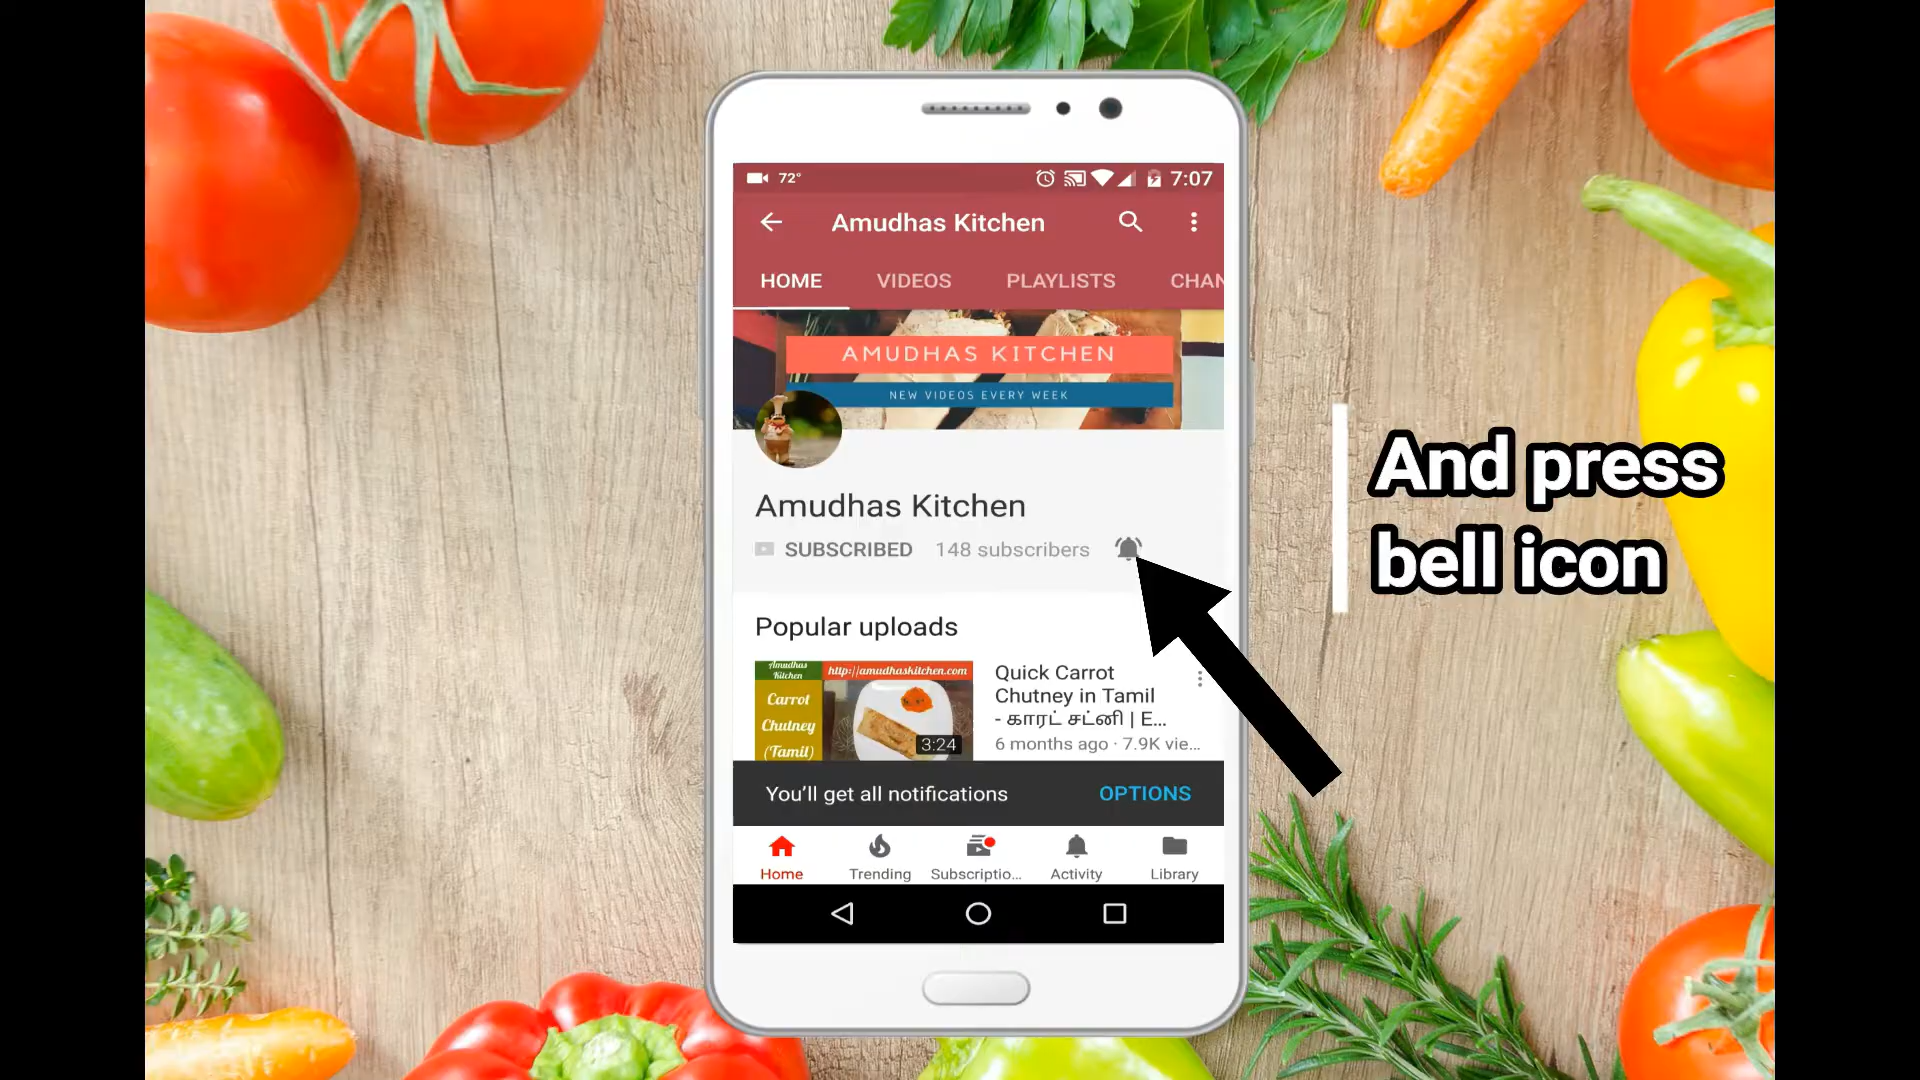 72° 7:07
Amudhas Kitchen
HOME VIDEOS PLAYLISTS CHAN
AMUDHAS KITCHEN
NEW VIDEOS EVERY WEEK
Amudhas Kitchen
SUBSCRIBED 148 subscribers
And press
bell icon
Popular uploads
Amudhas
Kitchen
http://amudhaskitchen.com
Carrot
Chutney
(Tamil)
3:24
Quick Carrot
Chutney in Tamil
- காரட் சட்னி | E...
6 months ago · 7.9K vie...
You'll get all notifications OPTIONS
Home Trending Subscriptio... Activity Library